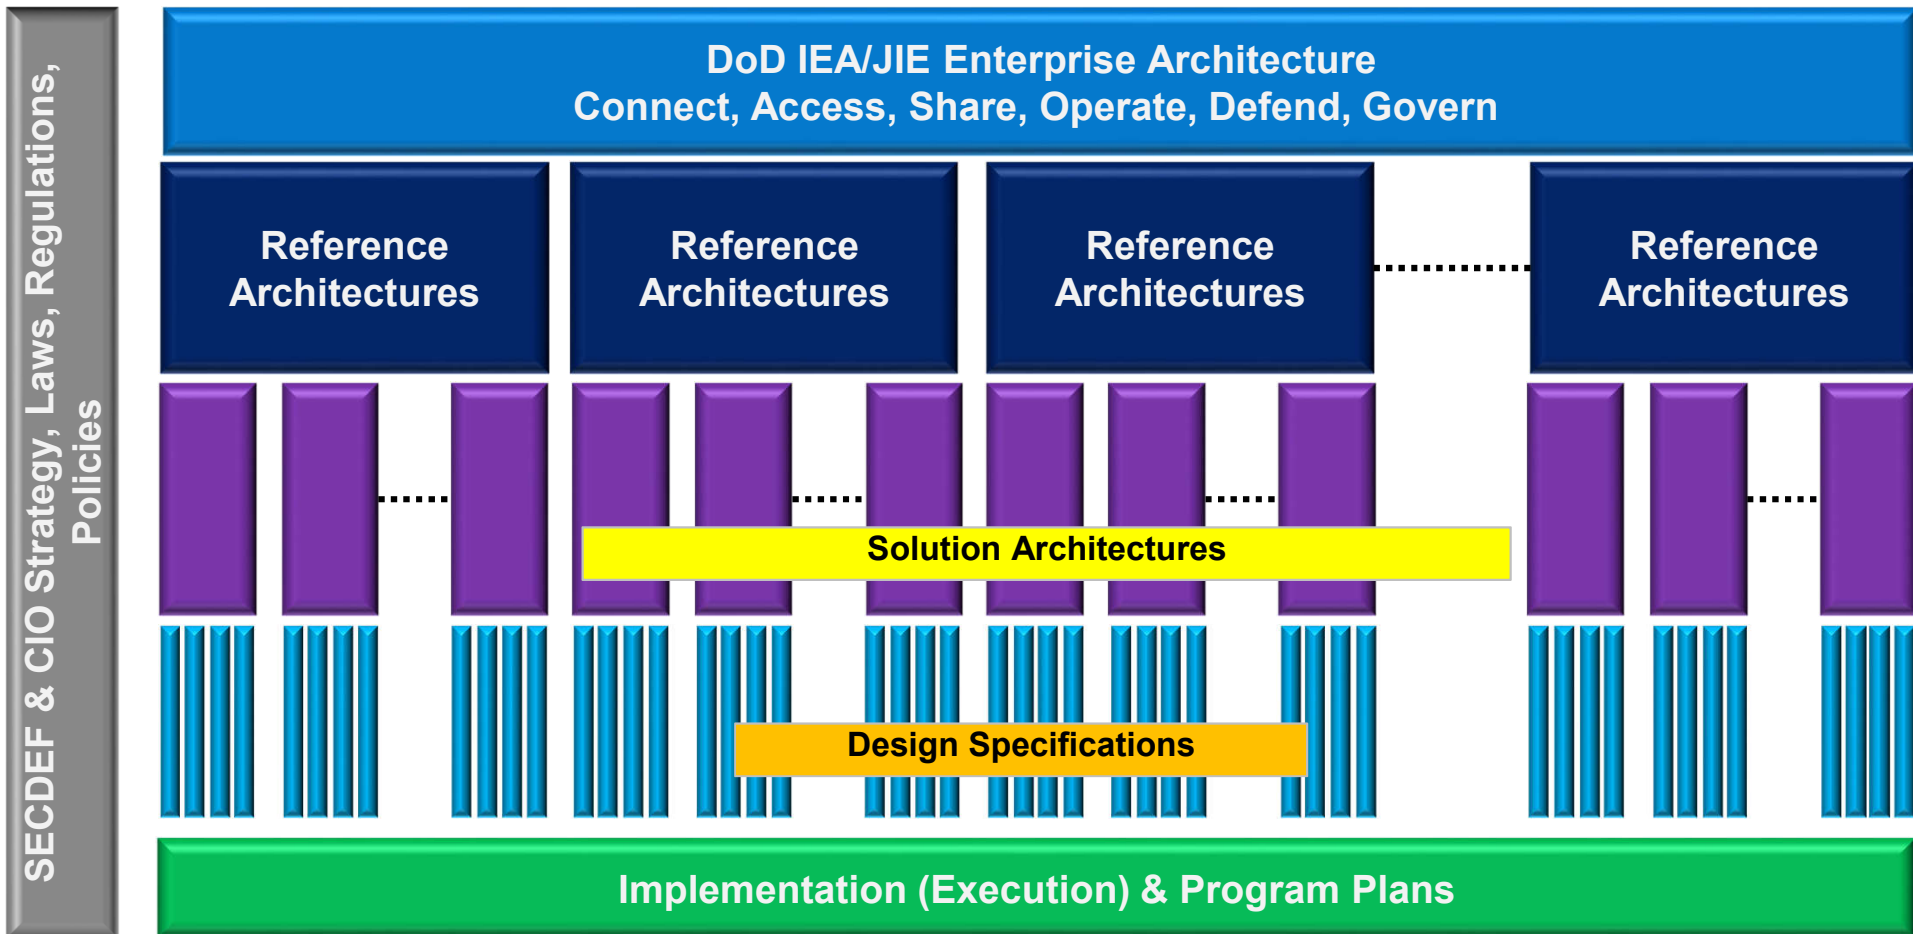 SECDEF & CIO Strategy, Laws, Regulations,
Policies
DoD IEA/JIE Enterprise Architecture
Connect, Access, Share, Operate, Defend, Govern
Reference
Architectures
Reference
Architectures
Reference
Architectures
Reference
Architectures
Solution Architectures
Design Specifications
Implementation (Execution) & Program Plans